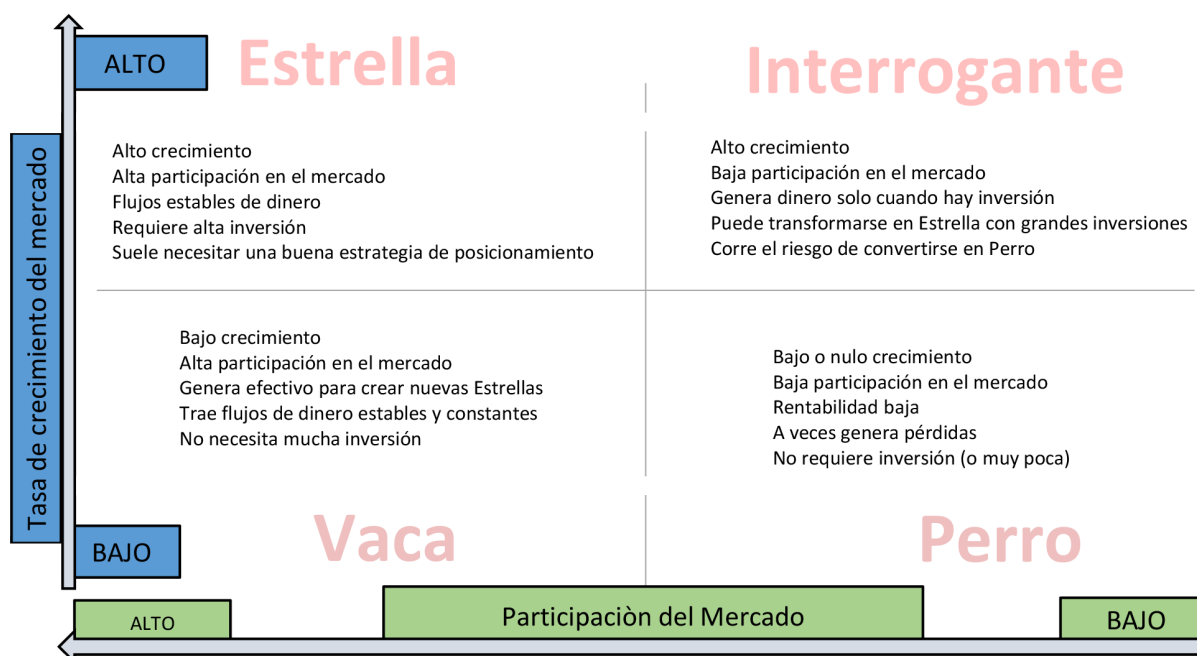 ALTO
Estrella
Interrogante
Tasa de crecimiento del mercado
Alto crecimiento
Alta participación en el mercado
Flujos estables de dinero
Requiere alta inversión
Suele necesitar una buena estrategia de posicionamiento
Alto crecimiento
Baja participación en el mercado
Genera dinero solo cuando hay inversión
Puede transformarse en Estrella con grandes inversiones
Corre el riesgo de convertirse en Perro
Bajo crecimiento
Alta participación en el mercado
Genera efectivo para crear nuevas Estrellas
Trae flujos de dinero estables y constantes
No necesita mucha inversión
Bajo o nulo crecimiento
Baja participación en el mercado
Rentabilidad baja
A veces genera pérdidas
No requiere inversión (o muy poca)
BAJO
Vaca
Perro
ALTO
Participaciòn del Mercado
BAJO